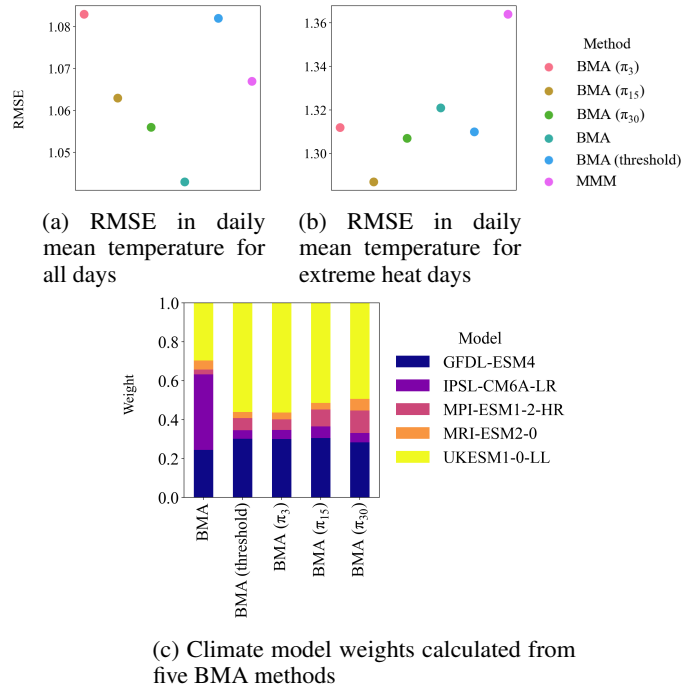 1.08
1.07
1.06
1.05
RMSE
1.36
1.34
1.32
1.30
Method
BMA (π₃)
BMA (π₁₅)
BMA (π₃₀)
BMA
BMA (threshold)
MMM
(a) RMSE in daily
mean temperature for
all days
(b) RMSE in daily
mean temperature for
extreme heat days
1.0
0.8
0.6
0.4
0.2
0.0
Weight
BMA
BMA (threshold)
BMA (π₃)
BMA (π₁₅)
BMA (π₃₀)
Model
GFDL-ESM4
IPSL-CM6A-LR
MPI-ESM1-2-HR
MRI-ESM2-0
UKESM1-0-LL
(c) Climate model weights calculated from
five BMA methods